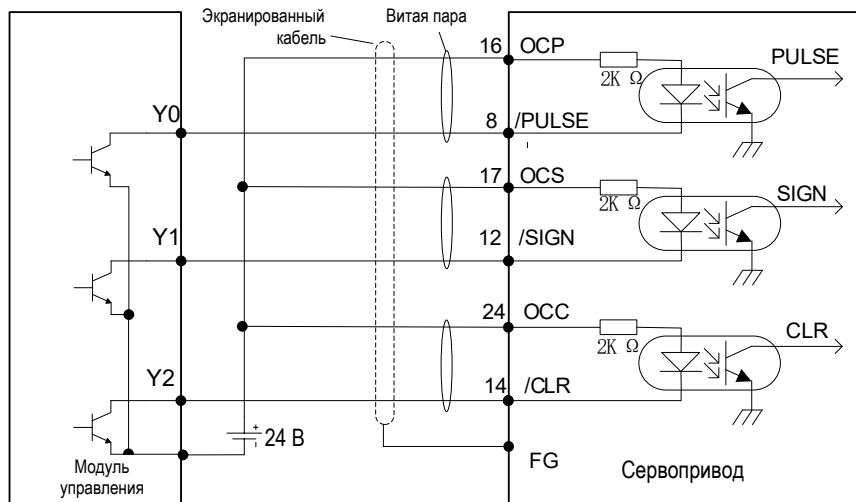 Экранированный
кабель
Витая пара
16 OCP
2K Ω
PULSE
Y0
8 /PULSE
17 OCS
2K Ω
SIGN
Y1
12 /SIGN
24 OCC
2K Ω
CLR
Y2
14 /CLR
+
-
24 В
FG
Модуль
управления
Сервопривод